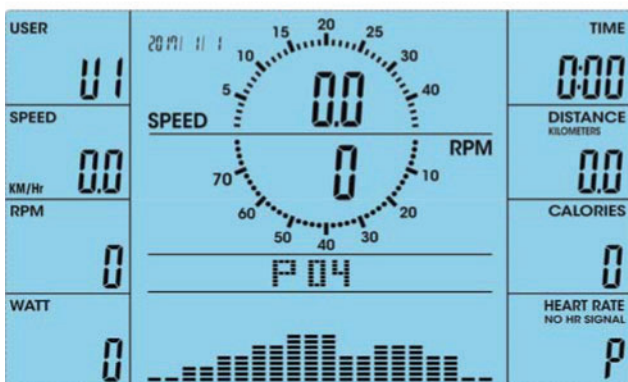 USER
U1
SPEED
KM/Hr 0.0
RPM
0
WATT
0
2017/ 1/ 1
5 10 15 20 25 30 40
SPEED 0.0
RPM 0
70 60 50 40 30 20 10
P04
TIME
0:00
DISTANCE
KILOMETERS
0.0
CALORIES
0
HEART RATE
NO HR SIGNAL
P